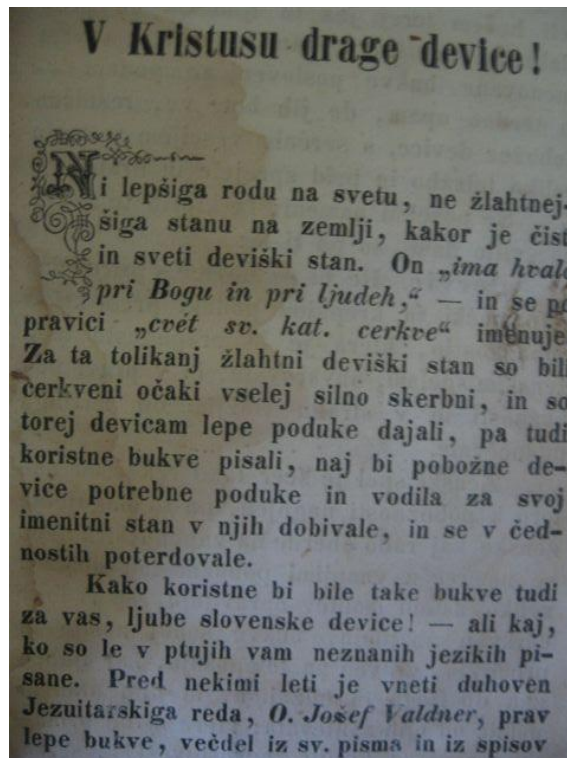 V Kristusu drage device!
Ni lepšiga rodu na svetu, ne žlahtnej-
šiga stanu na zemlji, kakor je čist
in sveti deviški stan. On „ima hvalo
pri Bogu in pri ljudeh,“ — in se po
pravici „cvét sv. kat. cerkve“ imenuje.
Za ta tolikanj žlahtni deviški stan so bili
cerkveni očaki vselej silno skerbni, in so
torej devicam lepe poduke dajali, pa tudi
koristne bukve pisali, naj bi pobožne de-
vice potrebne poduke in vodila za svoj
imenitni stan v njih dobivale, in se v čed-
nostih poterdovale.
Kako koristne bi bile take bukve tudi
za vas, ljube slovenske device! — ali kaj,
ko so le v ptujih vam neznanih jezikih pi-
sane. Pred nekimi leti je vneti duhoven
Jezuitarskiga reda, O. Jožef Valdner, prav
lepe bukve, večdel iz sv. pisma in iz spisov